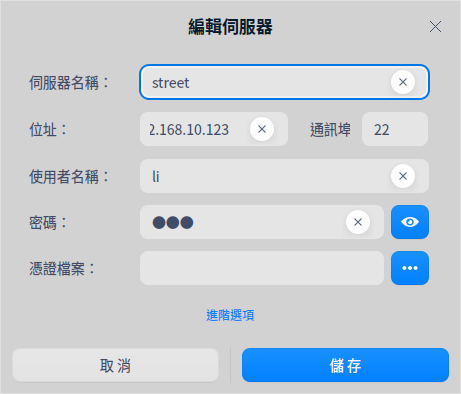 編輯伺服器
伺服器名稱：
street
位址：
2.168.10.123
通訊埠
22
使用者名稱：
li
密碼：
●●●
憑證檔案：
進階選項
取消
儲存